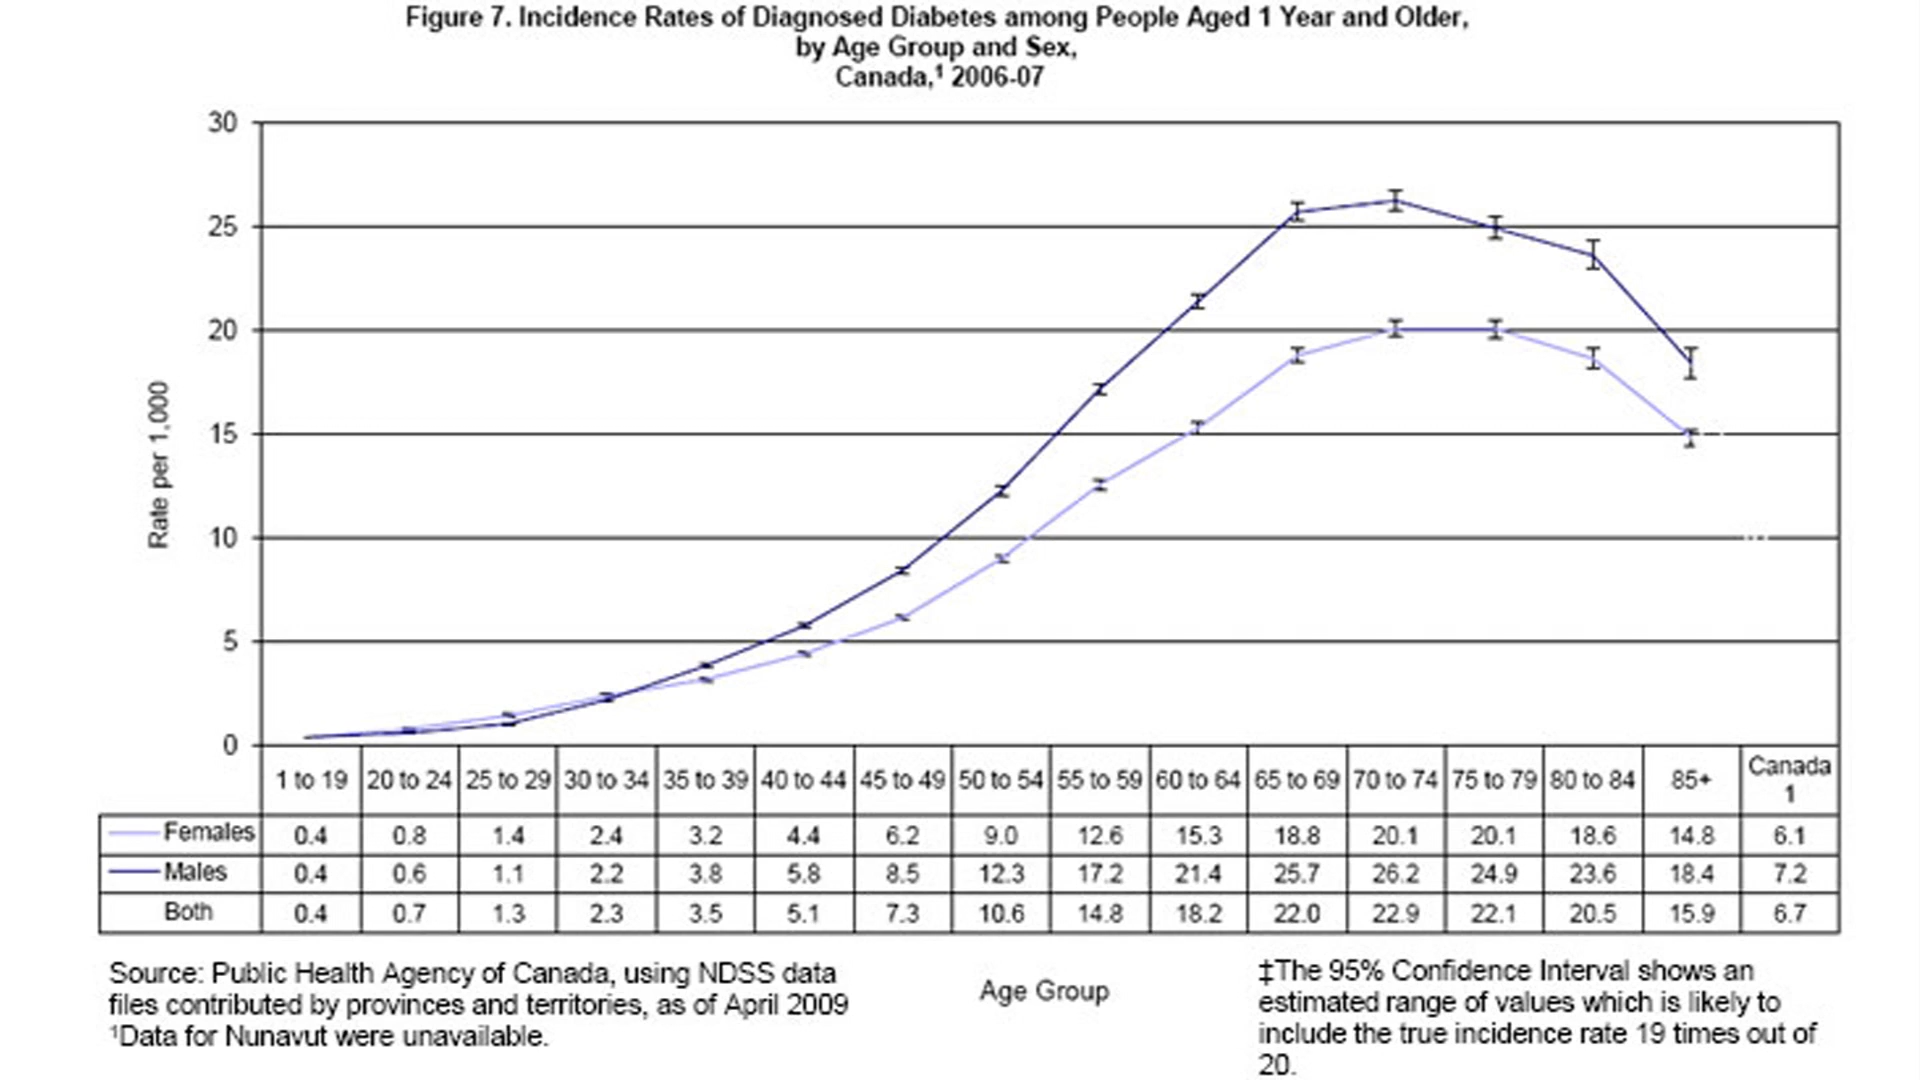 Figure 7. Incidence Rates of Diagnosed Diabetes among People Aged 1 Year and Older,
by Age Group and Sex,
Canada,¹ 2006-07
30
25
20
15
10
5
0
Rate per 1,000
1 to 19 20 to 24 25 to 29 30 to 34 35 to 39 40 to 44 45 to 49 50 to 54 55 to 59 60 to 64 65 to 69 70 to 74 75 to 79 80 to 84 85+ Canada 1
Females 0.4 0.8 1.4 2.4 3.2 4.4 6.2 9.0 12.6 15.3 18.8 20.1 20.1 18.6 14.8 6.1
Males 0.4 0.6 1.1 2.2 3.8 5.8 8.5 12.3 17.2 21.4 25.7 26.2 24.9 23.6 18.4 7.2
Both 0.4 0.7 1.3 2.3 3.5 5.1 7.3 10.6 14.8 18.2 22.0 22.9 22.1 20.5 15.9 6.7
Source: Public Health Agency of Canada, using NDSS data
files contributed by provinces and territories, as of April 2009
¹Data for Nunavut were unavailable.
Age Group
‡The 95% Confidence Interval shows an
estimated range of values which is likely to
include the true incidence rate 19 times out of
20.